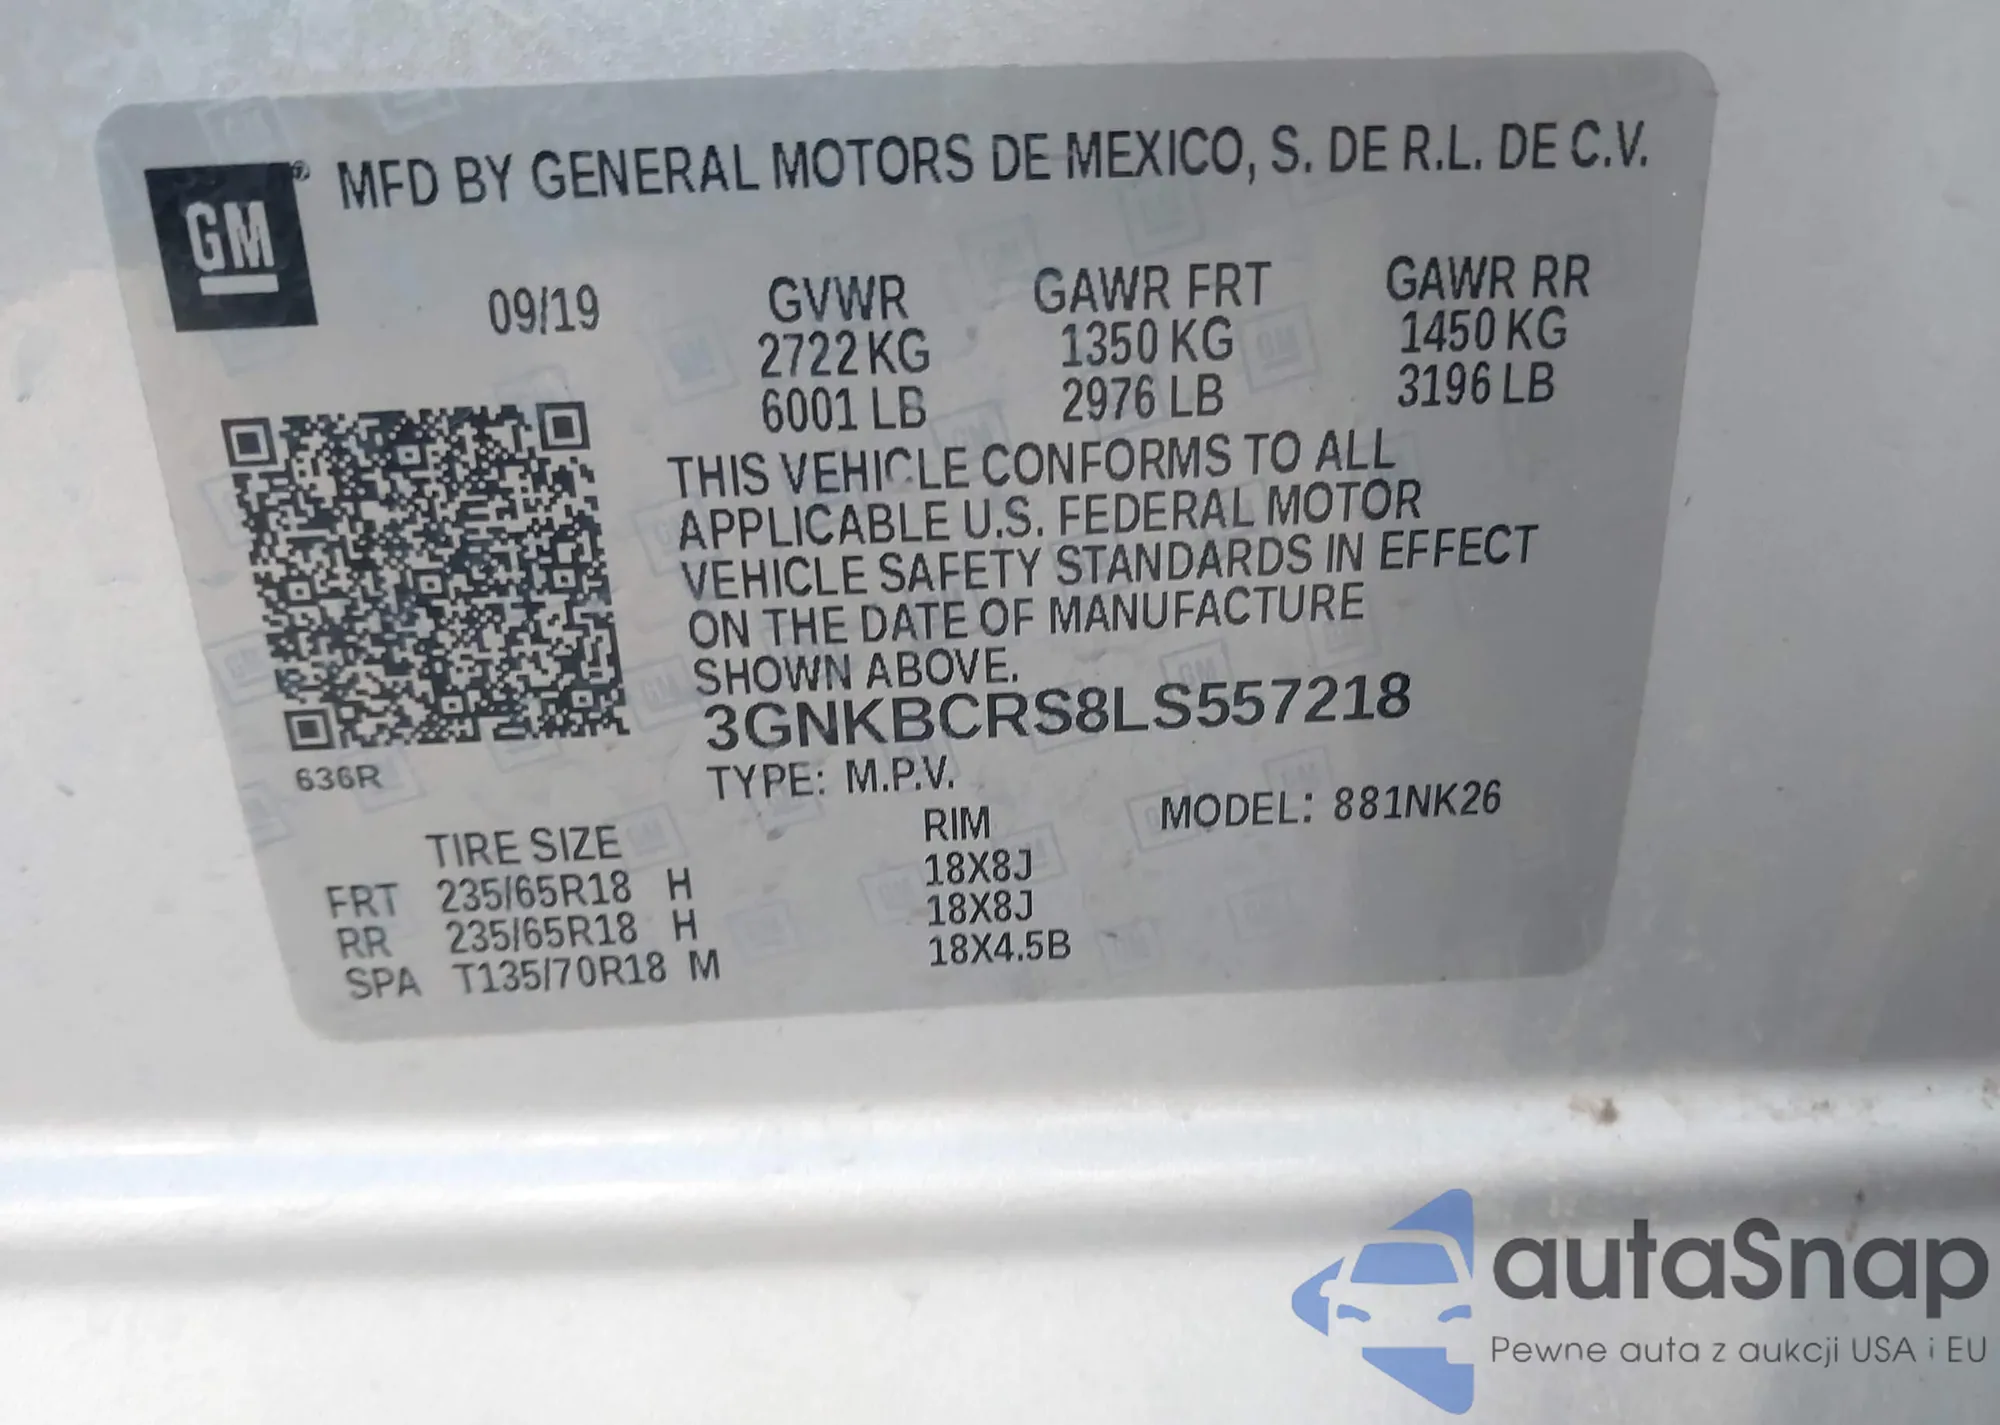 GM® MFD BY GENERAL MOTORS DE MEXICO, S. DE R.L. DE C.V.
09/19 GVWR GAWR FRT GAWR RR
2722 KG 1350 KG 1450 KG
6001 LB 2976 LB 3196 LB
THIS VEHICLE CONFORMS TO ALL
APPLICABLE U.S. FEDERAL MOTOR
VEHICLE SAFETY STANDARDS IN EFFECT
ON THE DATE OF MANUFACTURE
SHOWN ABOVE.
3GNKBCRS8LS557218
636R
TYPE: M.P.V. MODEL: 881NK26
TIRE SIZE RIM
FRT 235/65R18 H 18X8J
RR 235/65R18 H 18X8J
SPA T135/70R18 M 18X4.5B
autaSnap
Pewne auta z aukcji USA i EU